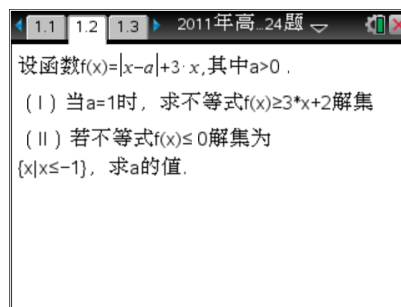 1.1 1.2 1.3 2011年高…24题
设函数f(x)=|x−a|+3·x,其中a>0 .
(Ⅰ) 当a=1时，求不等式f(x)≥3*x+2解集
(Ⅱ) 若不等式f(x)≤ 0解集为
{x|x≤−1}，求a的值.